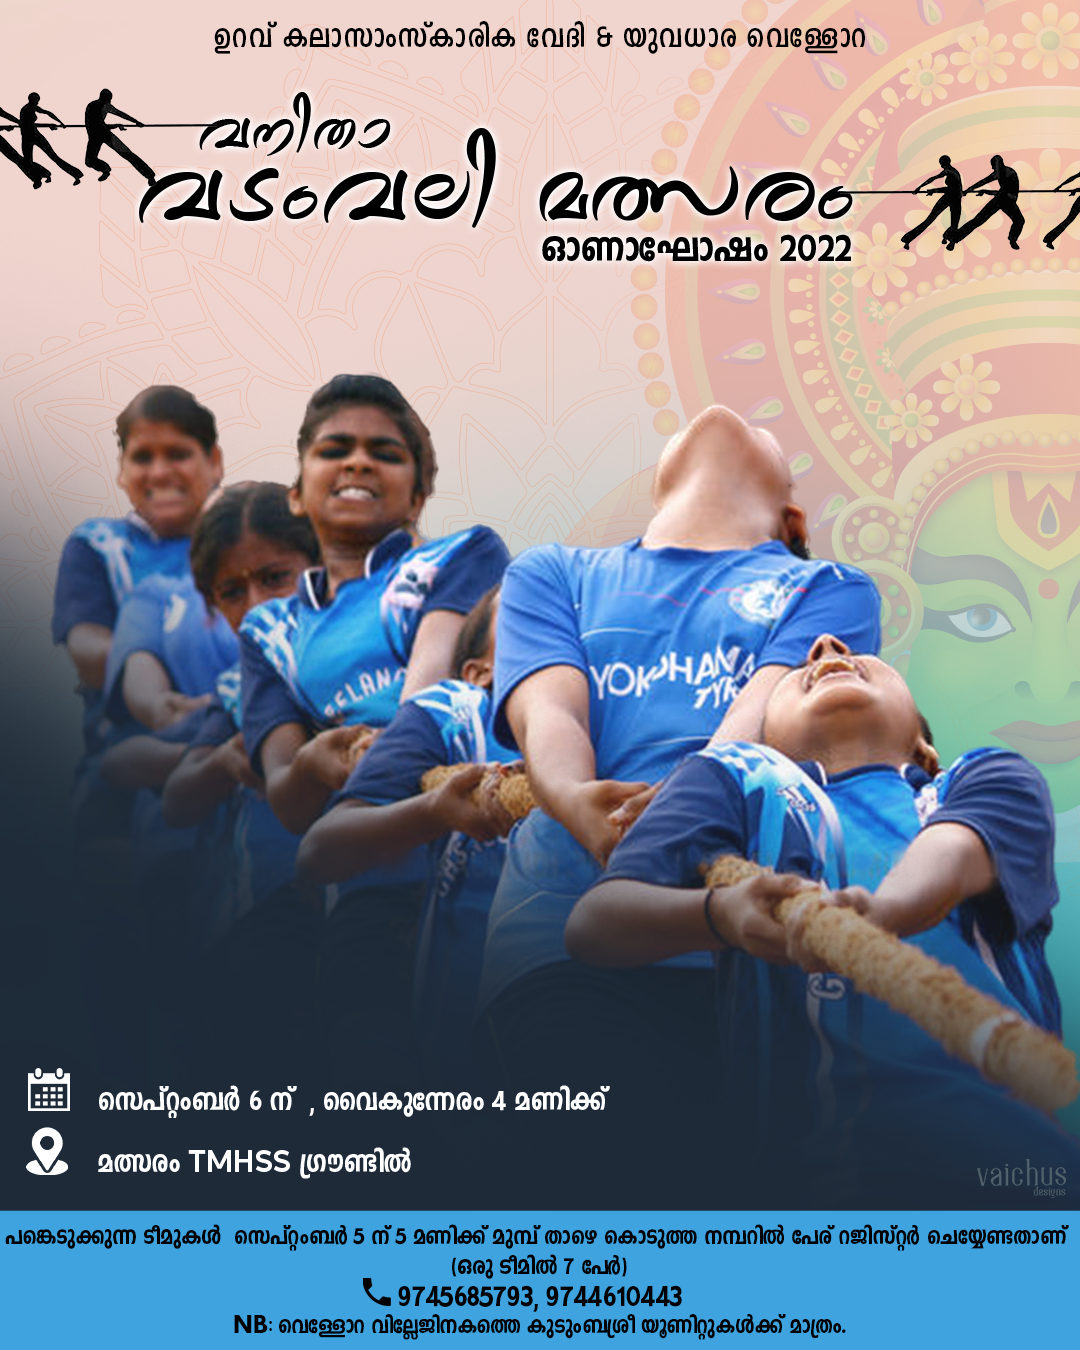 ഉറവ് കലാസാംസ്കാരിക വേദി & യുവധാര വെള്ളോറ
വനിതാ
വടംവലി മത്സരം
ഓണാഘോഷം 2022
YOKOHAMA
TYR
സെപ്റ്റംബർ 6 ന് , വൈകുന്നേരം 4 മണിക്ക്
മത്സരം TMHSS ഗ്രൗണ്ടിൽ
vaichus
designs
പങ്കെടുക്കുന്ന ടീമുകൾ സെപ്റ്റംബർ 5 ന് 5 മണിക്ക് മുമ്പ് താഴെ കൊടുത്ത നമ്പറിൽ പേര് റജിസ്റ്റർ ചെയ്യേണ്ടതാണ്
(ഒരു ടീമിൽ 7 പേർ)
9745685793, 9744610443
NB: വെള്ളോറ വില്ലേജിനകത്തെ കുടുംബശ്രീ യൂണിറ്റുകൾക്ക് മാത്രം.